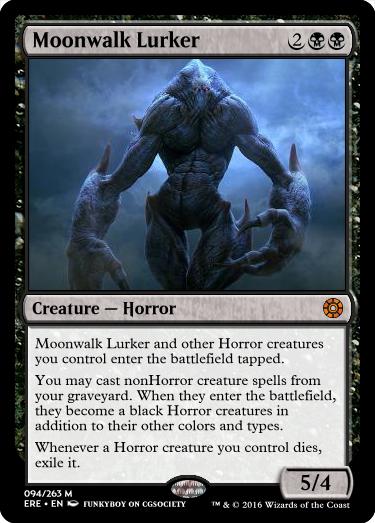 Moonwalk Lurker 2
Creature — Horror
Moonwalk Lurker and other Horror creatures
you control enter the battlefield tapped.
You may cast nonHorror creature spells from
your graveyard. When they enter the battlefield,
they become a black Horror creatures in
addition to their other colors and types.
Whenever a Horror creature you control dies,
exile it.
5/4
094/263 M
ERE • EN FUNKYBOY ON CGSOCIETY ™ & © 2016 Wizards of the Coast